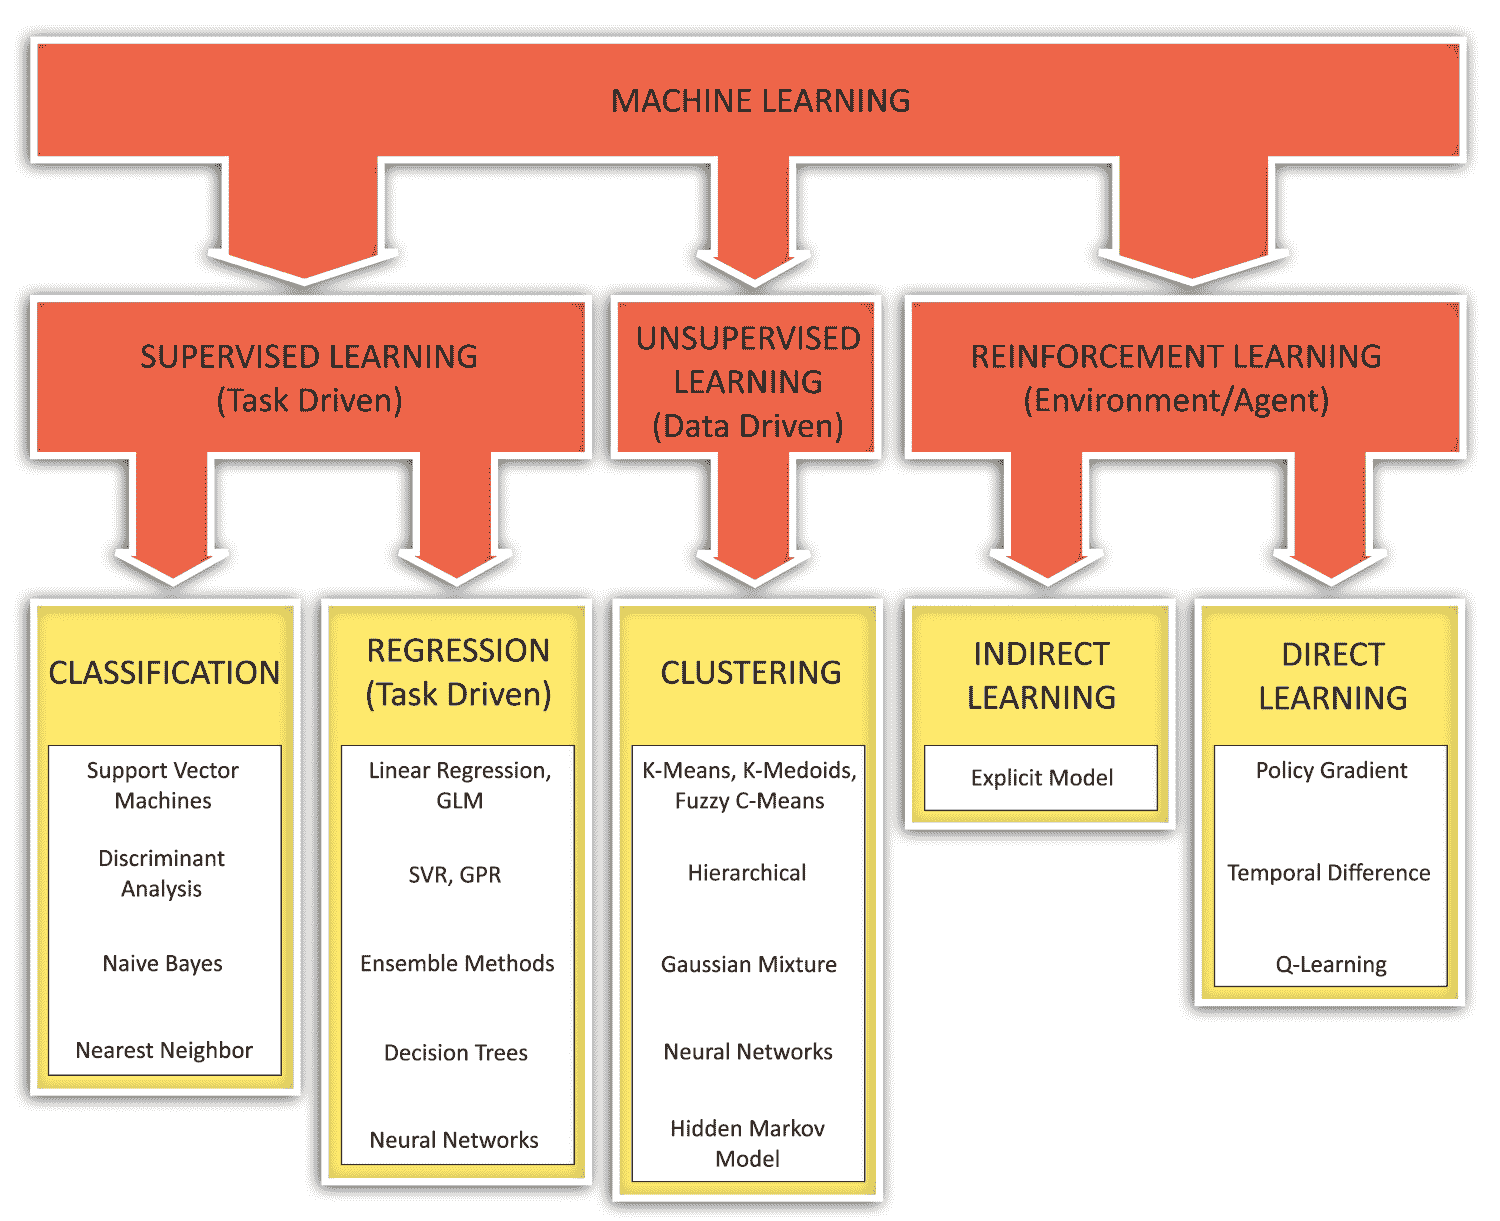 MACHINE LEARNING
SUPERVISED LEARNING
(Task Driven)
UNSUPERVISED
LEARNING
(Data Driven)
REINFORCEMENT LEARNING
(Environment/Agent)
CLASSIFICATION
Support Vector
Machines
Discriminant
Analysis
Naive Bayes
Nearest Neighbor
REGRESSION
(Task Driven)
Linear Regression,
GLM
SVR, GPR
Ensemble Methods
Decision Trees
Neural Networks
CLUSTERING
K-Means, K-Medoids,
Fuzzy C-Means
Hierarchical
Gaussian Mixture
Neural Networks
Hidden Markov
Model
INDIRECT
LEARNING
Explicit Model
DIRECT
LEARNING
Policy Gradient
Temporal Difference
Q-Learning